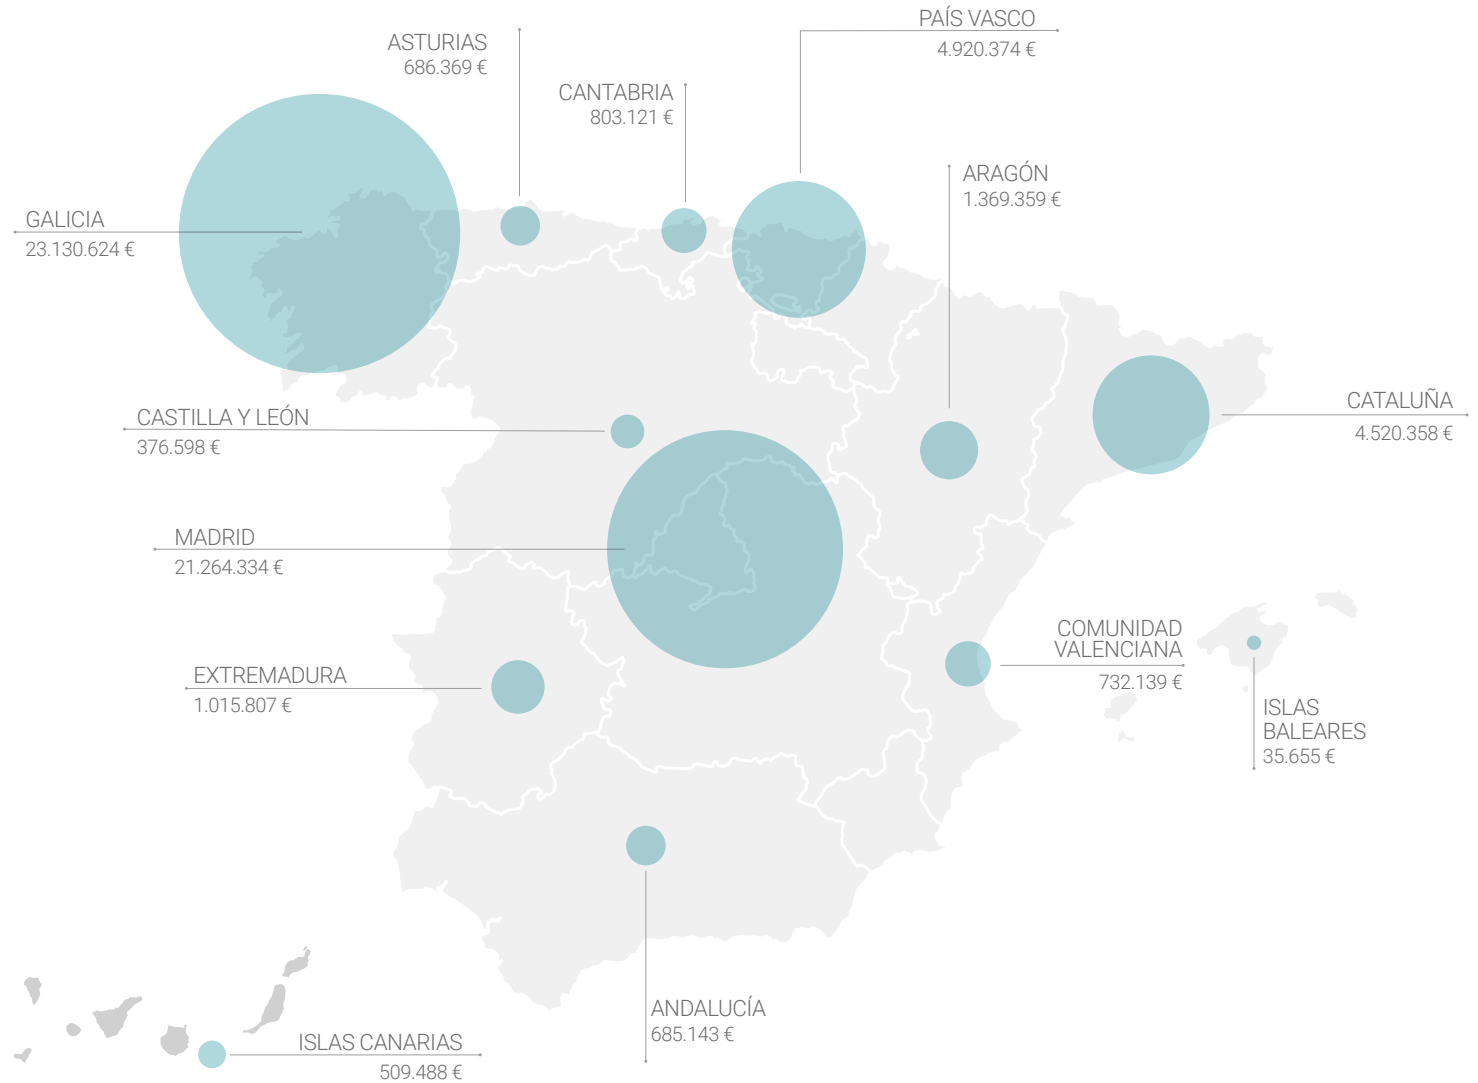 PAÍS VASCO
4.920.374 €
ASTURIAS
686.369 €
CANTABRIA
803.121 €
ARAGÓN
1.369.359 €
GALICIA
23.130.624 €
CATALUÑA
4.520.358 €
CASTILLA Y LEÓN
376.598 €
MADRID
21.264.334 €
COMUNIDAD
VALENCIANA
732.139 €
EXTREMADURA
1.015.807 €
ISLAS
BALEARES
35.655 €
ANDALUCÍA
685.143 €
ISLAS CANARIAS
509.488 €